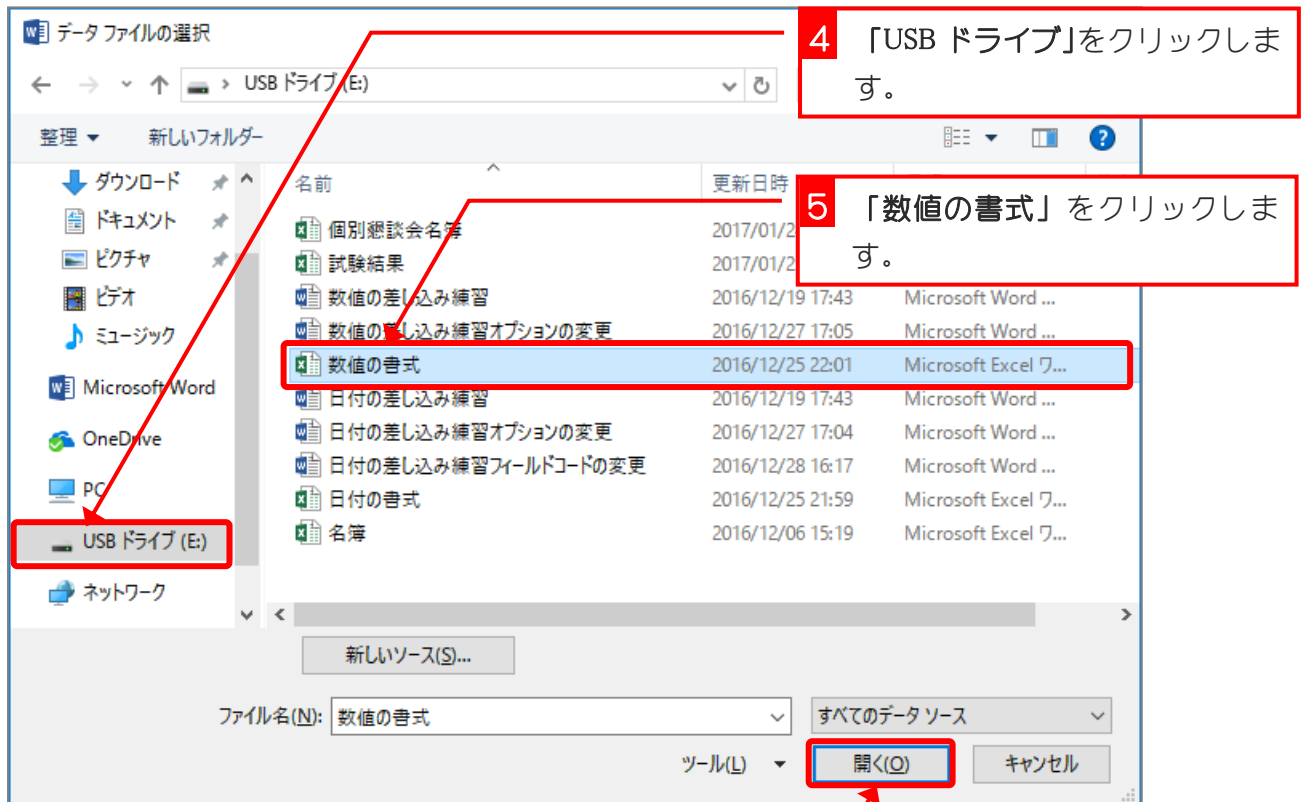 データ ファイルの選択
4 「USB ドライブ」をクリックしま
す。
USB ドライブ (E:)
整理 新しいフォルダー
ダウンロード
ドキュメント
ピクチャ
ビデオ
ミュージック
Microsoft Word
OneDrive
PC
USB ドライブ (E:)
ネットワーク
名前 更新日時
5 「数値の書式」をクリックしま
す。
個別懇談会名簿 2017/01/2
試験結果 2017/01/2
数値の差し込み練習 2016/12/19 17:43 Microsoft Word ...
数値の差し込み練習オプションの変更 2016/12/27 17:05 Microsoft Word ...
数値の書式 2016/12/25 22:01 Microsoft Excel ワ...
日付の差し込み練習 2016/12/19 17:43 Microsoft Word ...
日付の差し込み練習オプションの変更 2016/12/27 17:04 Microsoft Word ...
日付の差し込み練習フィールドコードの変更 2016/12/28 16:17 Microsoft Word ...
日付の書式 2016/12/25 21:59 Microsoft Excel ワ...
名簿 2016/12/06 15:19 Microsoft Excel ワ...
新しいソース(S)...
ファイル名(N): 数値の書式 すべてのデータ ソース
ツール(L) 開く(O) キャンセル